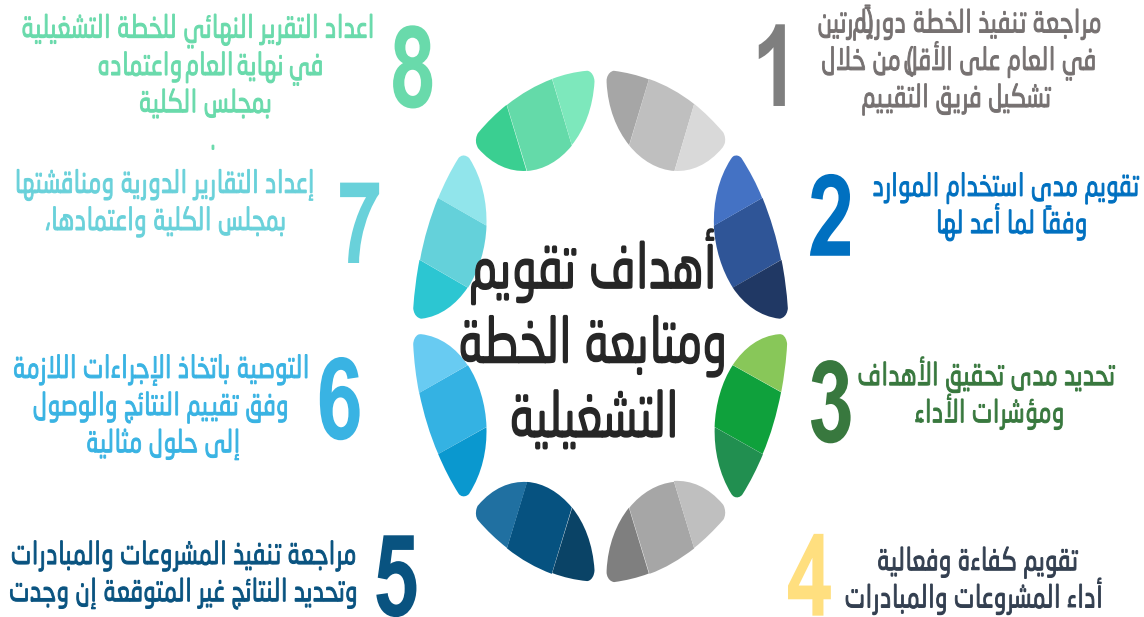 أهداف تقويم
ومتابعة الخطة
التشغيلية
1
مراجعة تنفيذ الخطة دوريا(مرتين
في العام على الأقل) من خلال
تشكيل فريق التقييم
2
تقويم مدى استخدام الموارد
وفقًا لما أعد لها
3
تحديد مدى تحقيق الأهداف
ومؤشرات الأداء
4
تقويم كفاءة وفعالية
أداء المشروعات والمبادرات
5
مراجعة تنفيذ المشروعات والمبادرات
وتحديد النتائج غير المتوقعة إن وجدت
6
التوصية باتخاذ الإجراءات اللازمة
وفق تقييم النتائج والوصول
إلى حلول مثالية
7
إعداد التقارير الدورية ومناقشتها
بمجلس الكلية واعتمادها،
8
اعداد التقرير النهائي للخطة التشغيلية
في نهاية العام واعتماده
بمجلس الكلية
.